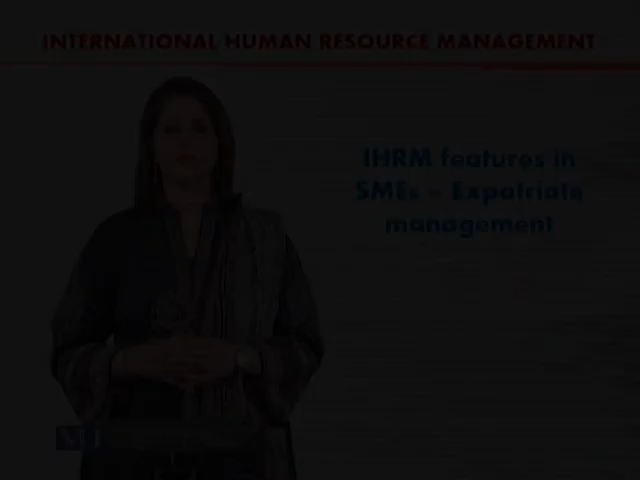 INTERNATIONAL HUMAN RESOURCE MANAGEMENT
IHRM features in
SMEs – Expatriate
management